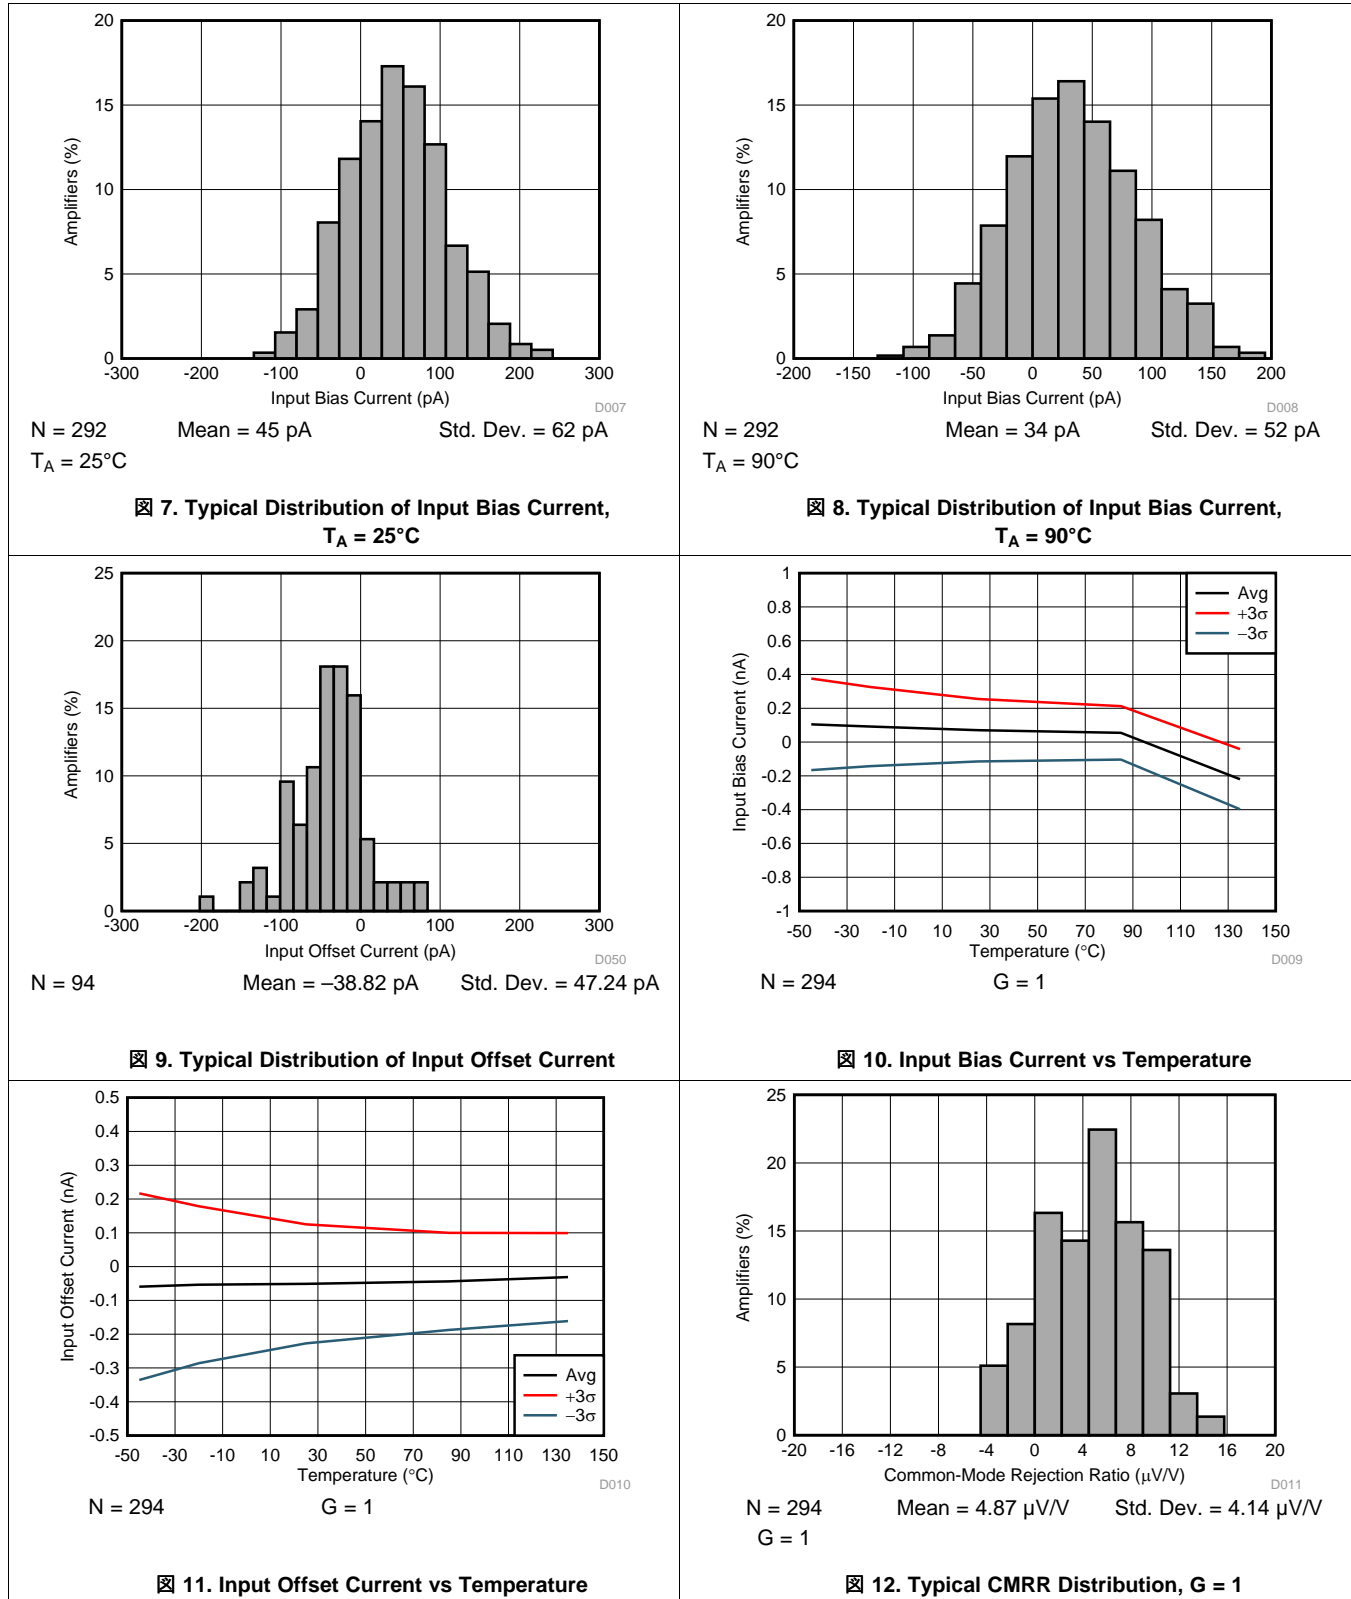 20
15
10
5
0
Amplifiers (%)
-300 -200 -100 0 100 200 300
Input Bias Current (pA)
D007
N = 292 Mean = 45 pA Std. Dev. = 62 pA
TA = 25°C
図 7. Typical Distribution of Input Bias Current,
TA = 25°C
20
15
10
5
0
Amplifiers (%)
-200 -150 -100 -50 0 50 100 150 200
Input Bias Current (pA)
D008
N = 292 Mean = 34 pA Std. Dev. = 52 pA
TA = 90°C
図 8. Typical Distribution of Input Bias Current,
TA = 90°C
25
20
15
10
5
0
Amplifiers (%)
-300 -200 -100 0 100 200 300
Input Offset Current (pA)
D050
N = 94 Mean = –38.82 pA Std. Dev. = 47.24 pA
図 9. Typical Distribution of Input Offset Current
1
0.8
0.6
0.4
0.2
0
-0.2
-0.4
-0.6
-0.8
-1
Input Bias Current (nA)
Avg
+3σ
−3σ
-50 -30 -10 10 30 50 70 90 110 130 150
Temperature (°C)
D009
N = 294 G = 1
図 10. Input Bias Current vs Temperature
0.5
0.4
0.3
0.2
0.1
0
-0.1
-0.2
-0.3
-0.4
-0.5
Input Offset Current (nA)
Avg
+3σ
−3σ
-50 -30 -10 10 30 50 70 90 110 130 150
Temperature (°C)
D010
N = 294 G = 1
図 11. Input Offset Current vs Temperature
25
20
15
10
5
0
Amplifiers (%)
-20 -16 -12 -8 -4 0 4 8 12 16 20
Common-Mode Rejection Ratio (μV/V)
D011
N = 294 Mean = 4.87 μV/V Std. Dev. = 4.14 μV/V
G = 1
図 12. Typical CMRR Distribution, G = 1